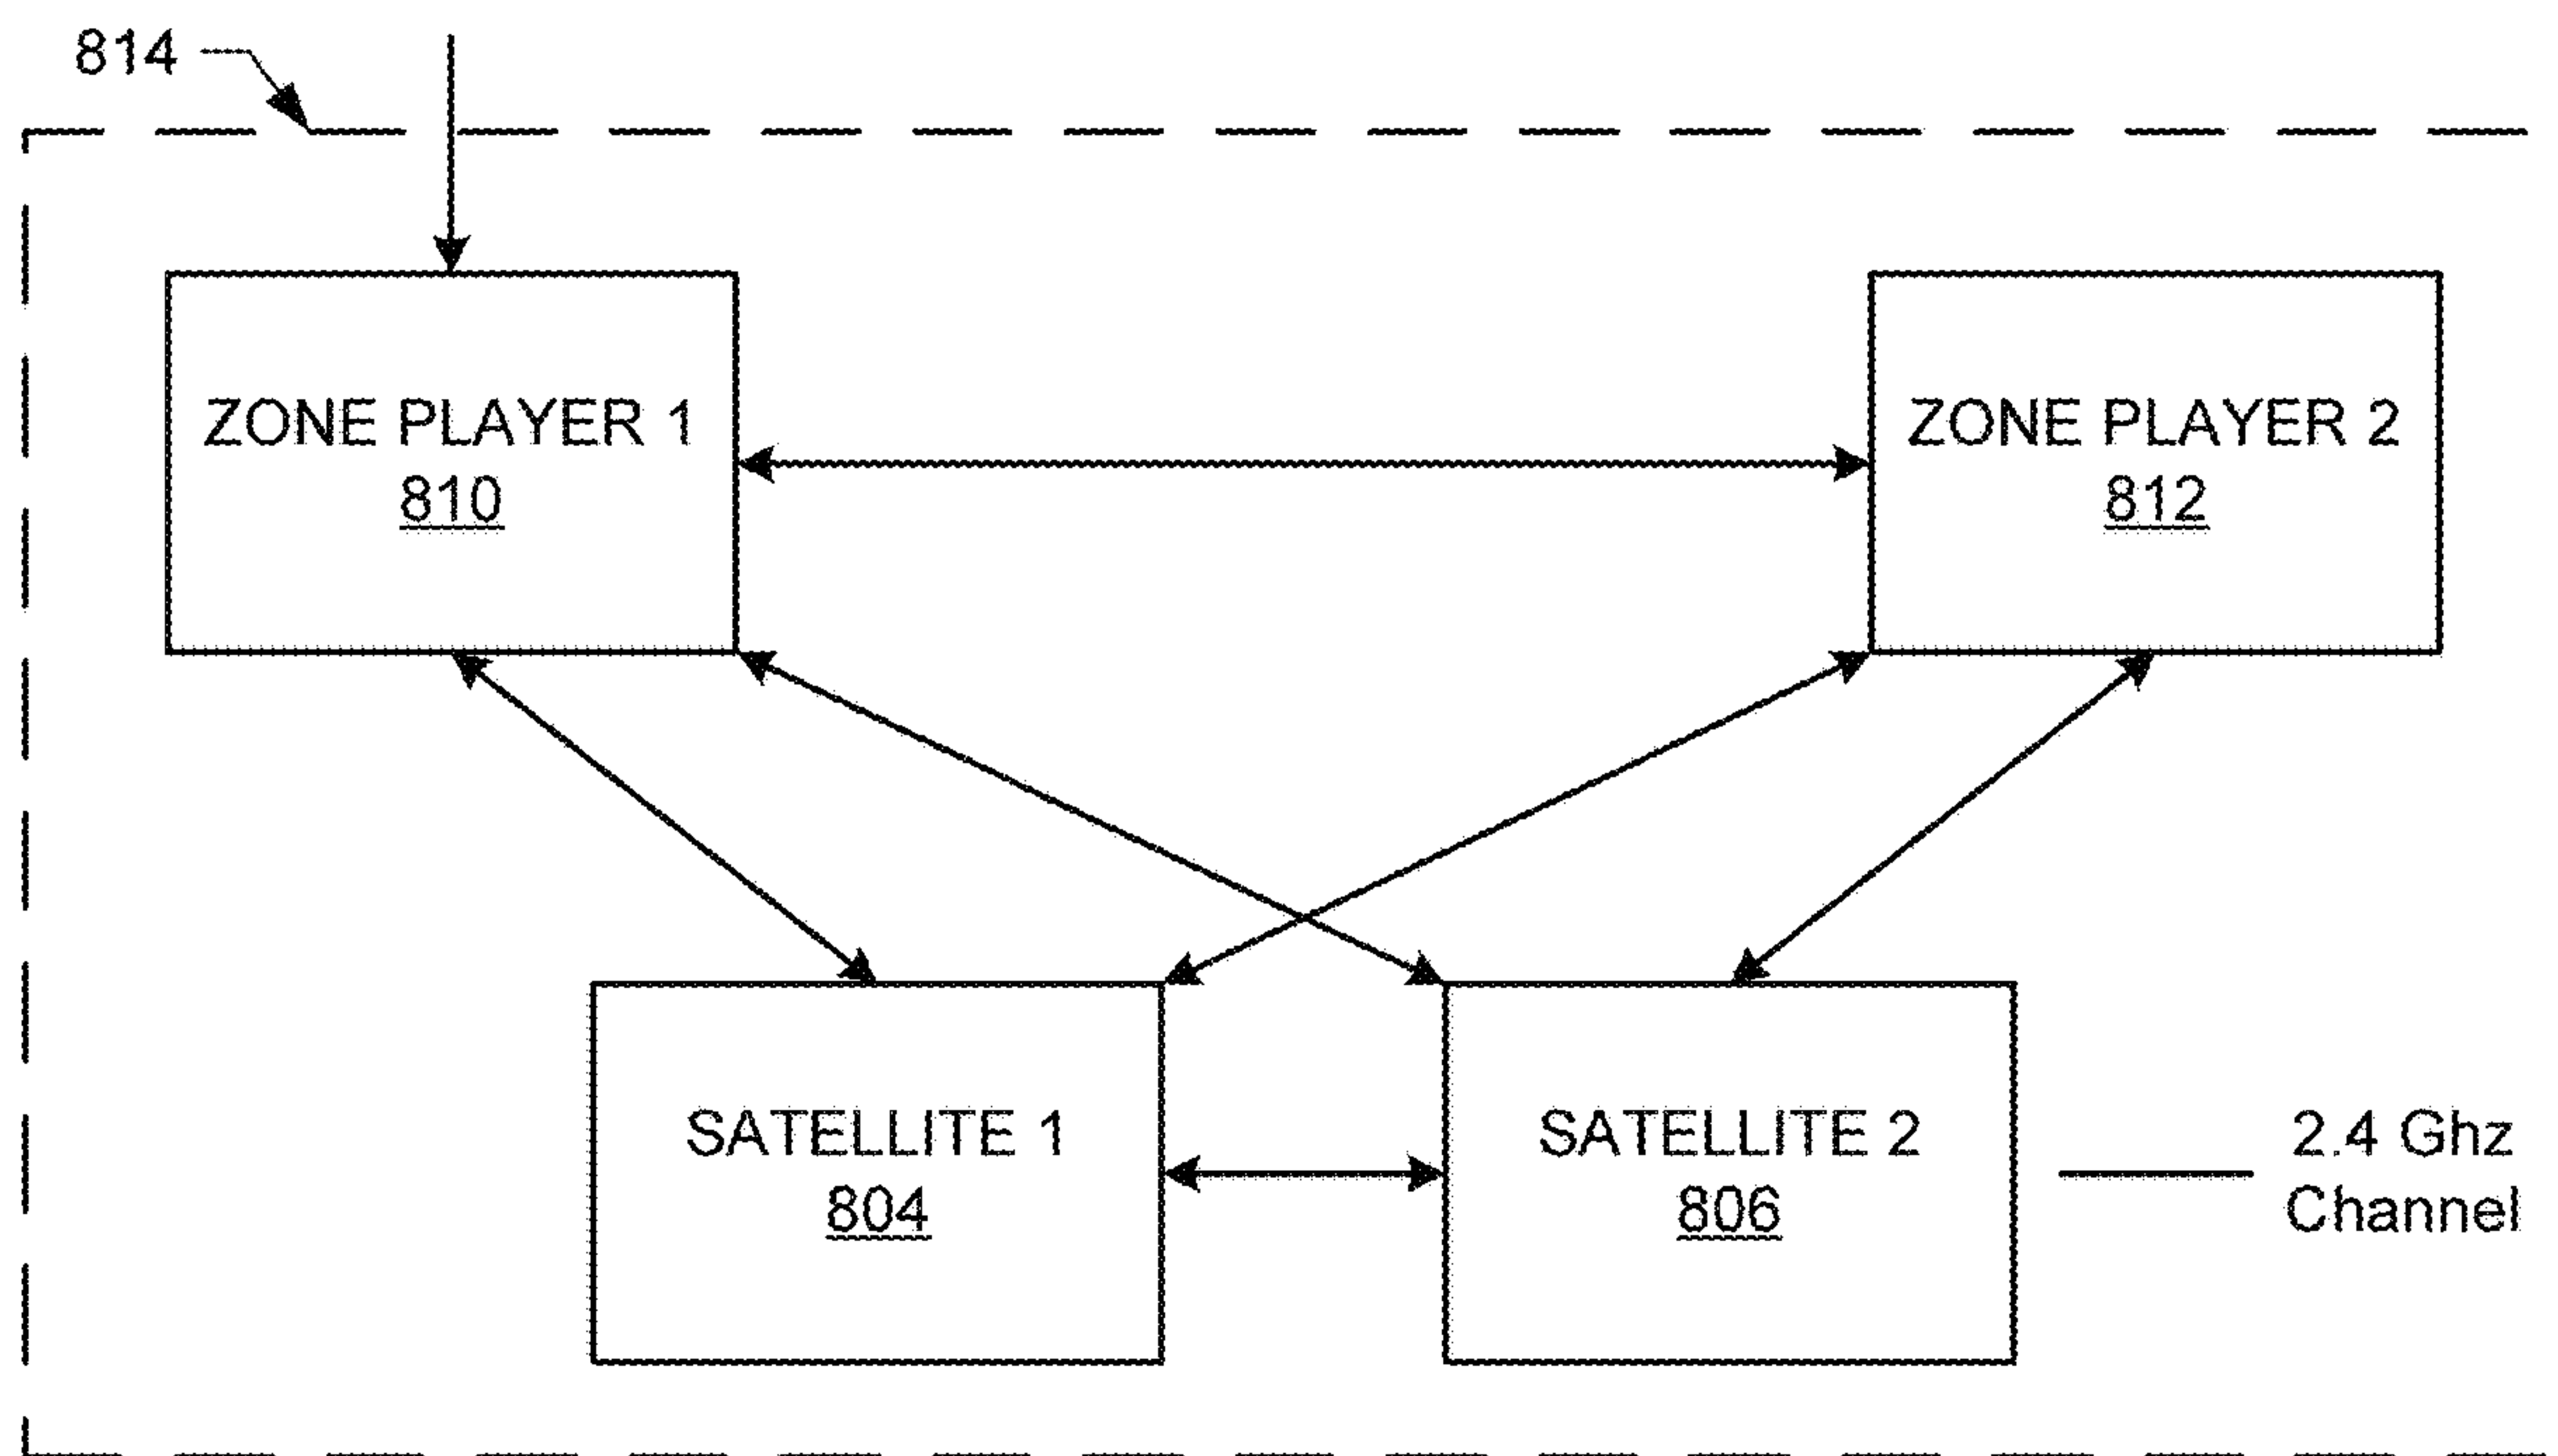 814
ZONE PLAYER 1
810
ZONE PLAYER 2
812
SATELLITE 1
804
SATELLITE 2
806
2.4 Ghz
Channel